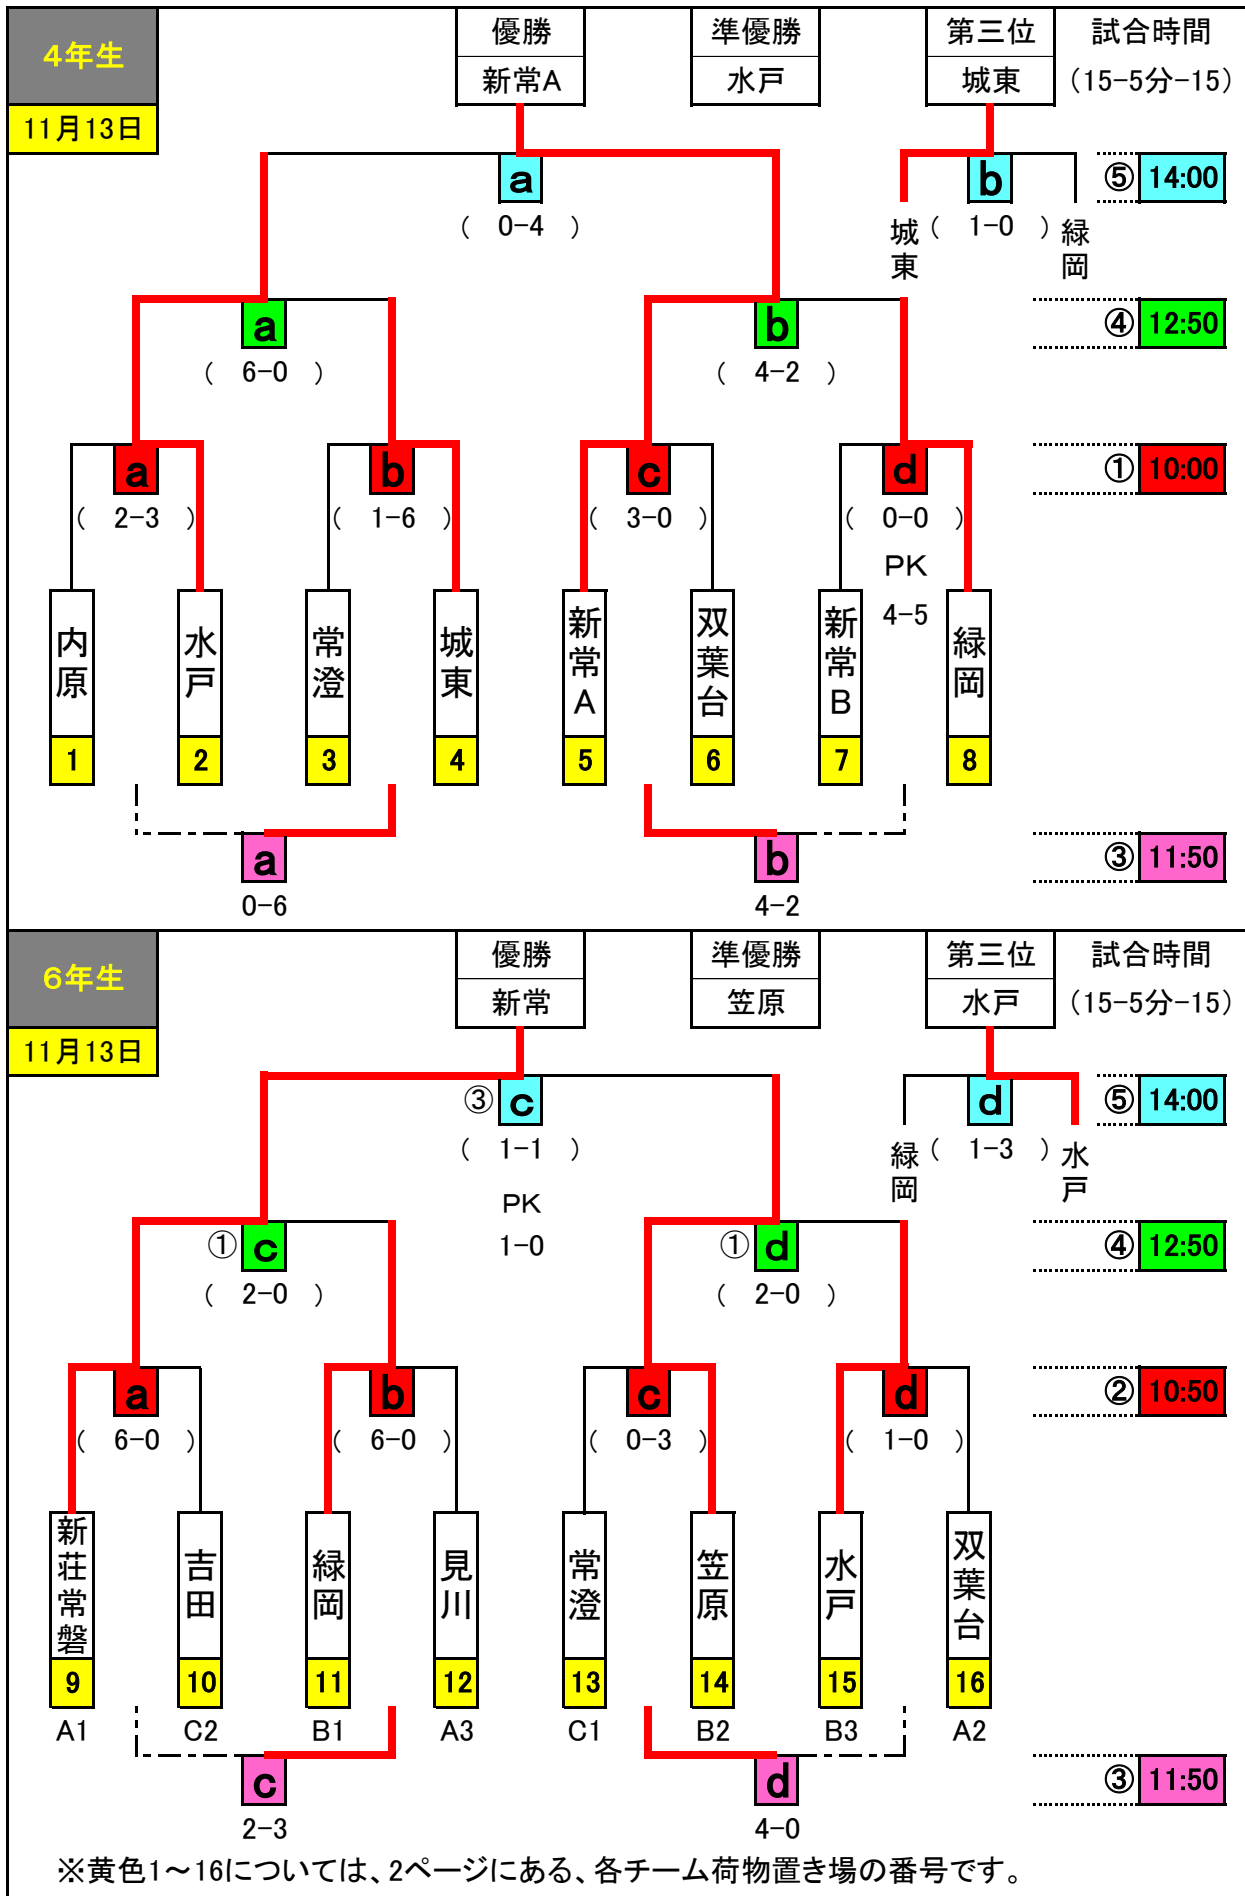 4年生
11月13日
優勝 準優勝 第三位 試合時間
新常A 水戸 城東 (15-5分-15)
a b ⑤ 14:00
( 0-4 ) 城東 ( 1-0 ) 緑岡
a b ④ 12:50
( 6-0 ) ( 4-2 )
a b c d ① 10:00
( 2-3 ) ( 1-6 ) ( 3-0 ) ( 0-0 )
PK
4-5
内原 水戸 常澄 城東 新常A 双葉台 新常B 緑岡
1 2 3 4 5 6 7 8
a b ③ 11:50
0-6 4-2
6年生
11月13日
優勝 準優勝 第三位 試合時間
新常 笠原 水戸 (15-5分-15)
③ c d ⑤ 14:00
( 1-1 ) 緑岡 ( 1-3 ) 水戸
PK
1-0
① c ① d ④ 12:50
( 2-0 ) ( 2-0 )
a b c d ② 10:50
( 6-0 ) ( 6-0 ) ( 0-3 ) ( 1-0 )
新荘常磐 吉田 緑岡 見川 常澄 笠原 水戸 双葉台
9 10 11 12 13 14 15 16
A1 C2 B1 A3 C1 B2 B3 A2
c d ③ 11:50
2-3 4-0
※黄色1～16については、2ページにある、各チーム荷物置き場の番号です。